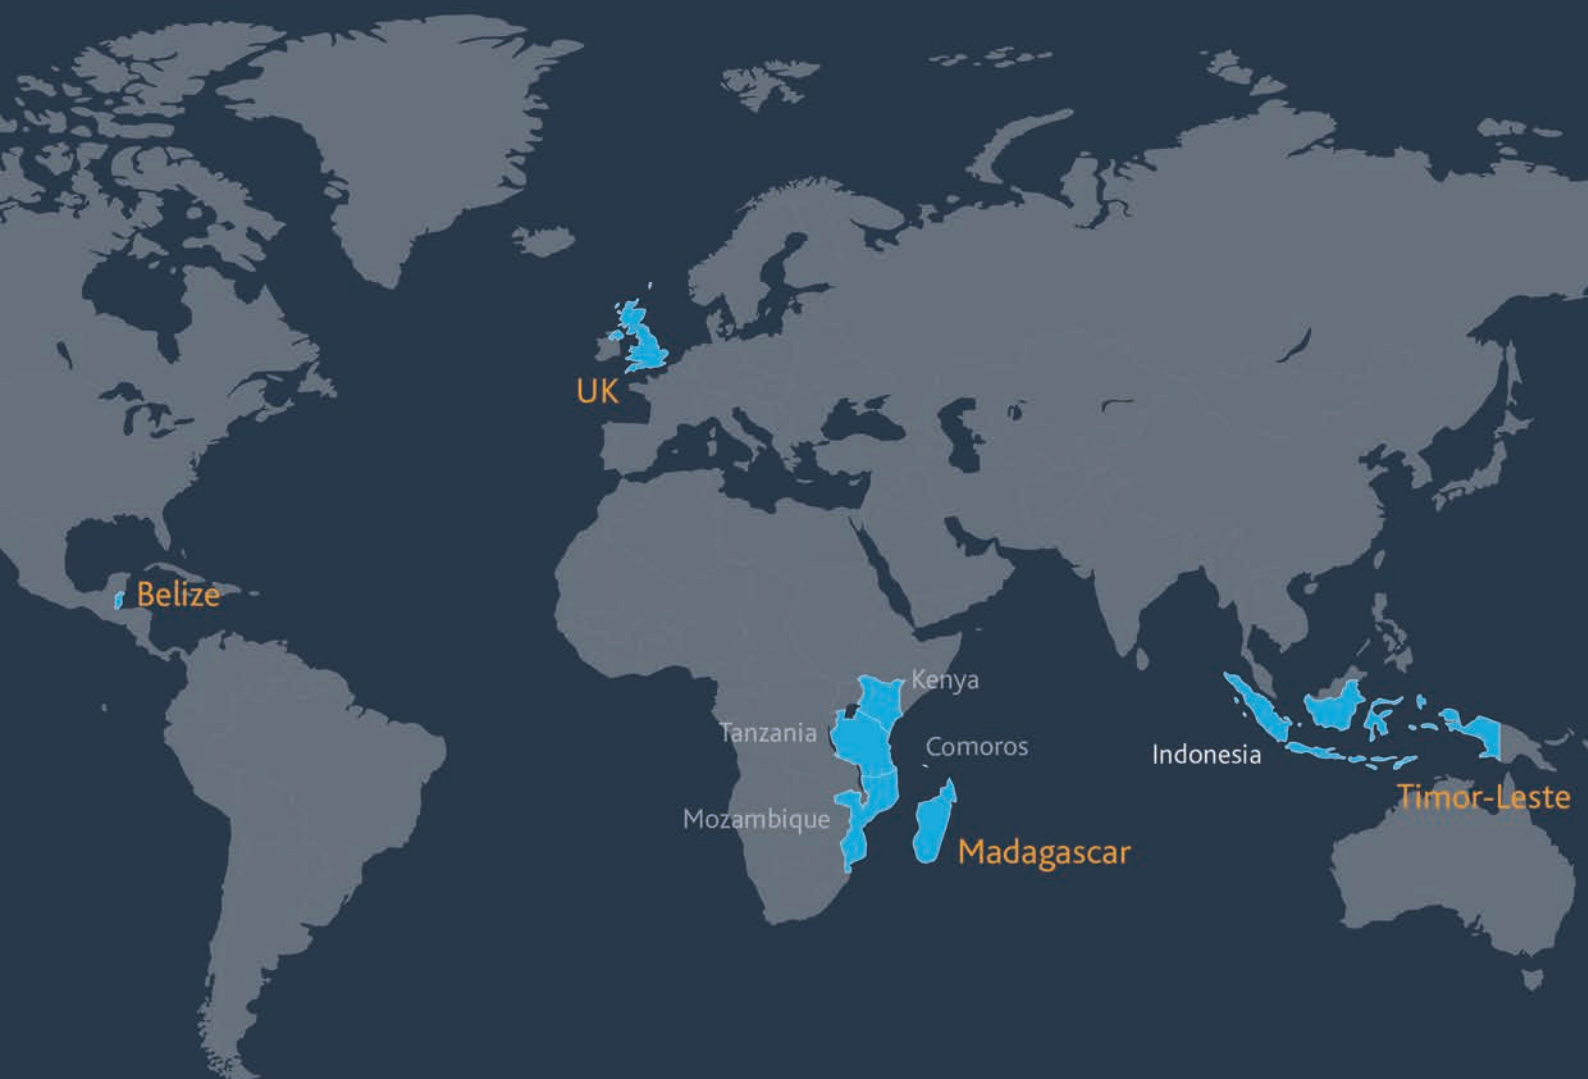 UK
Belize
Kenya
Tanzania
Comoros
Indonesia
Timor-Leste
Mozambique
Madagascar